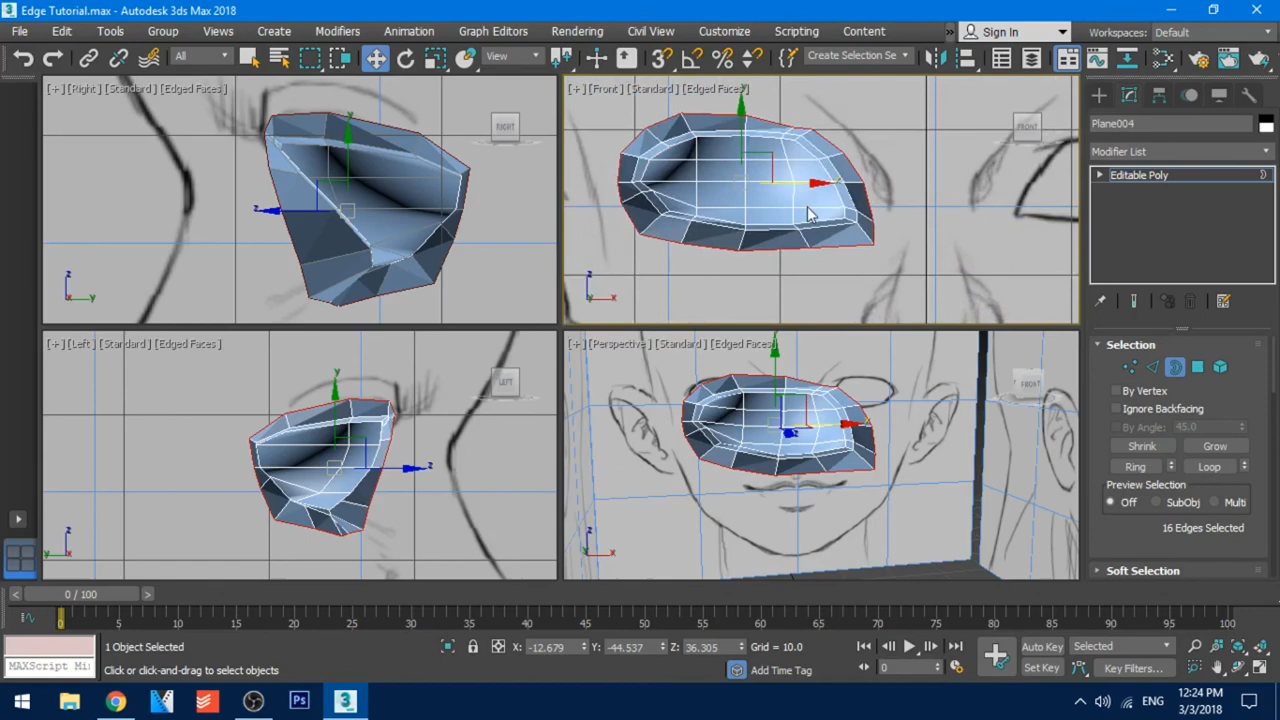 Edge Tutorial.max - Autodesk 3ds Max 2018
File Edit Tools Group Views Create Modifiers Animation Graph Editors Rendering Civil View Customize Scripting Content » Sign In Workspaces: Default
All View Create Selection Se
[+] [Right] [Standard] [Edged Faces]
RIGHT
[+] [Front] [Standard] [Edged Faces]
FRONT
Plane004
Modifier List
Editable Poly
[+] [Left] [Standard] [Edged Faces]
LEFT
[+] [Perspective] [Standard] [Edged Faces]
FRONT
Selection
By Vertex
Ignore Backfacing
By Angle: 45.0
Shrink Grow
Ring Loop
Preview Selection
Off SubObj Multi
16 Edges Selected
Soft Selection
< 0 / 100 >
0 5 10 15 20 25 30 35 40 45 50 55 60 65 70 75 80 85 90 95 100
1 Object Selected X: -12.679 Y: -44.537 Z: 36.305 Grid = 10.0 Auto Key Selected
MAXScript Mi Click or click-and-drag to select objects Add Time Tag 0 Set Key Key Filters...
ENG 12:24 PM
3/3/2018